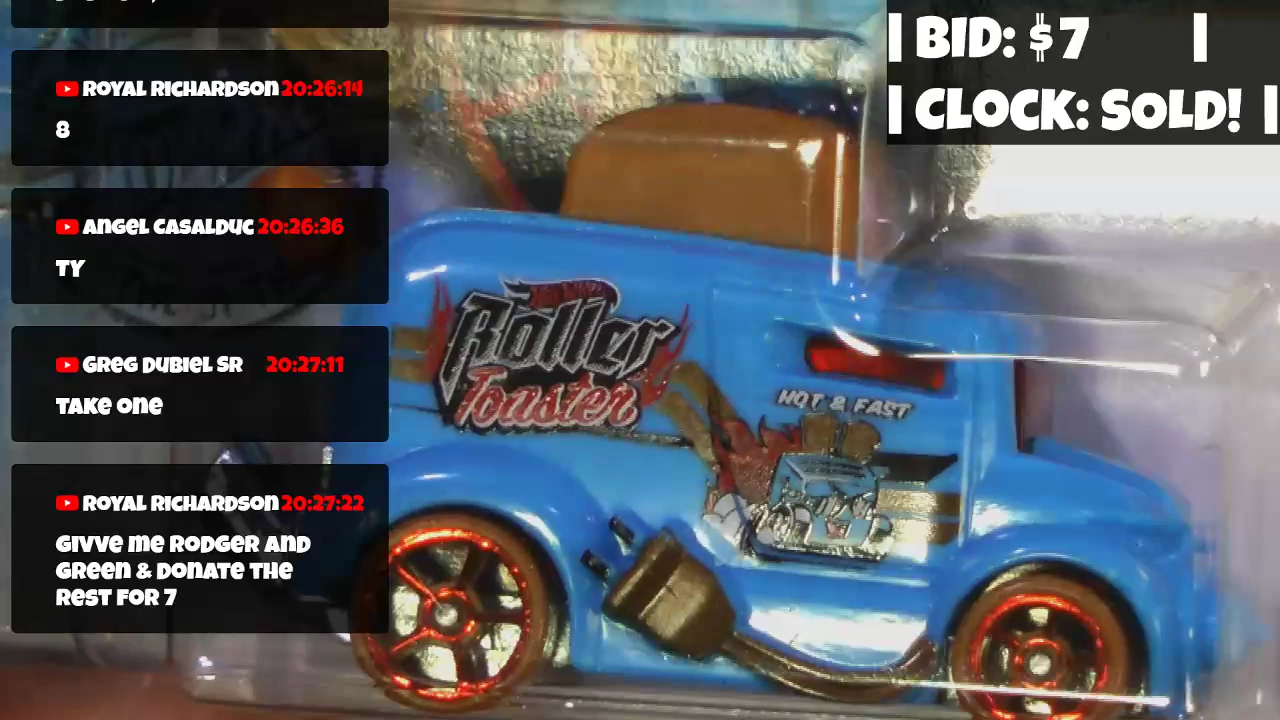 ROYAL RICHARDSON 20:26:14
8
ANGEL CASALDUC 20:26:36
TY
GREG DUBIEL SR 20:27:11
TAKE ONE
ROYAL RICHARDSON 20:27:22
GIVVE ME RODGER AND
GREEN & DONATE THE
REST FOR 7
| BID: $7 |
| CLOCK: SOLD! |
Roller
Toaster
HOT & FAST